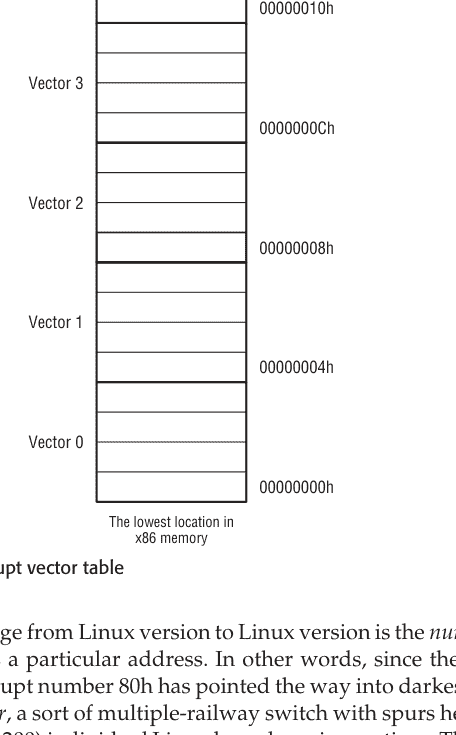 00000010h
Vector 3
0000000Ch
Vector 2
00000008h
Vector 1
00000004h
Vector 0
00000000h
The lowest location in
x86 memory
upt vector table
ge from Linux version to Linux version is the nu
a particular address. In other words, since the
rupt number 80h has pointed the way into darkes
r, a sort of multiple-railway switch with spurs he